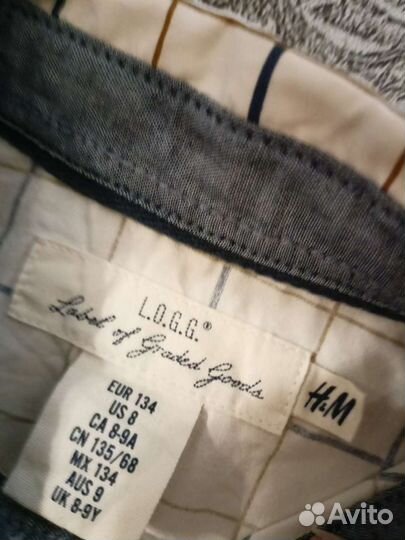 L.O.G.G.®
Label of Graded Goods
H&M
EUR 134
US 8
CA 8-9A
CN 135/68
MX 134
AUS 9
UK 8-9Y
Avito